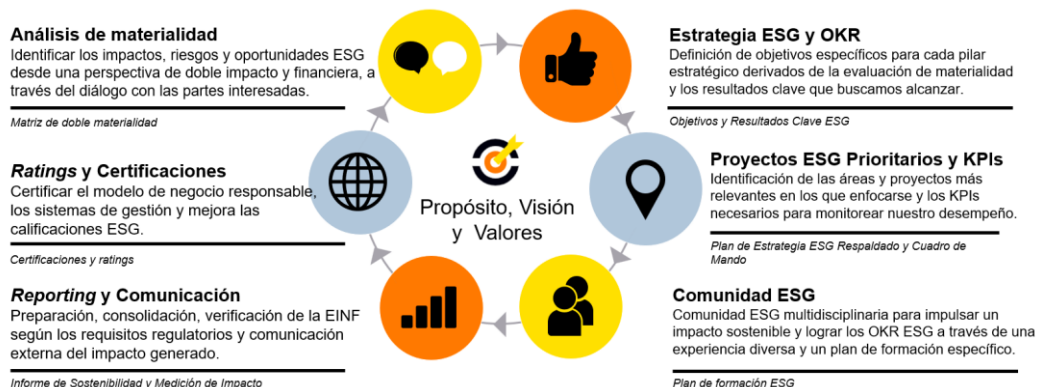 Análisis de materialidad
Identificar los impactos, riesgos y oportunidades ESG
desde una perspectiva de doble impacto y financiera, a
través del diálogo con las partes interesadas.
Matriz de doble materialidad
Ratings y Certificaciones
Certificar el modelo de negocio responsable,
los sistemas de gestión y mejora las
calificaciones ESG.
Certificaciones y ratings
Reporting y Comunicación
Preparación, consolidación, verificación de la EINF
según los requisitos regulatorios y comunicación
externa del impacto generado.
Informe de Sostenibilidad y Medición de Impacto
Propósito, Visión
y Valores
Estrategia ESG y OKR
Definición de objetivos específicos para cada pilar
estratégico derivados de la evaluación de materialidad
y los resultados clave que buscamos alcanzar.
Objetivos y Resultados Clave ESG
Proyectos ESG Prioritarios y KPIs
Identificación de las áreas y proyectos más
relevantes en los que enfocarse y los KPIs
necesarios para monitorear nuestro desempeño.
Plan de Estrategia ESG Respaldado y Cuadro de
Mando
Comunidad ESG
Comunidad ESG multidisciplinaria para impulsar un
impacto sostenible y lograr los OKR ESG a través de una
experiencia diversa y un plan de formación específico.
Plan de formación ESG